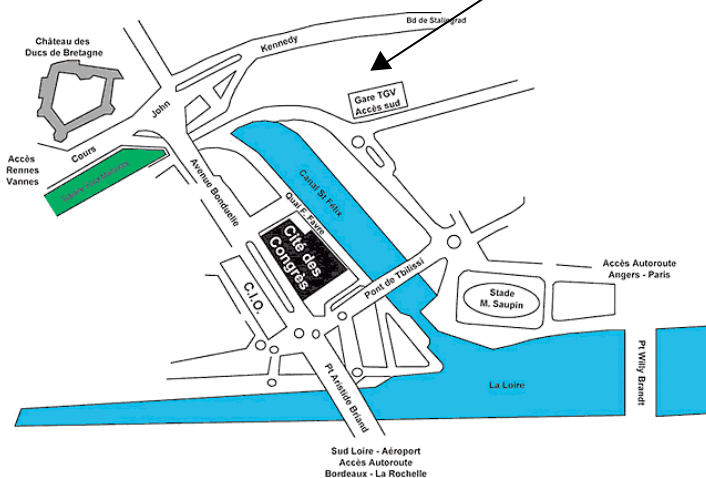 Bd de Stalingrad
Château des
Ducs de Bretagne
Kennedy
John
Gare TGV
Accès sud
Cours
Accès
Rennes
Vannes
Avenue Bonduelle
Canal St Félix
Quai F. Favre
Cité des
Congrès
Pont de Tbilissi
Accès Autoroute
Angers - Paris
C.I.O.
Stade
M. Saupin
Pt Willy Brandt
La Loire
Pt Aristide Briand
Sud Loire - Aéroport
Accès Autoroute
Bordeaux - La Rochelle